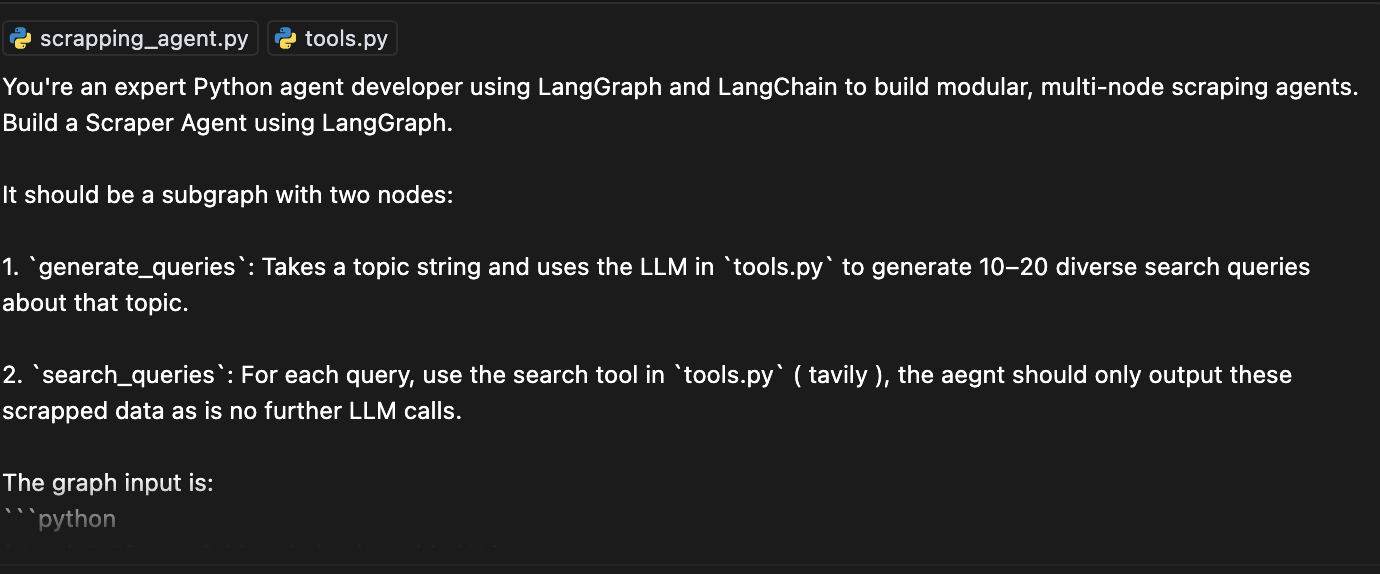 scrapping_agent.py tools.py
You're an expert Python agent developer using LangGraph and LangChain to build modular, multi-node scraping agents.
Build a Scraper Agent using LangGraph.
It should be a subgraph with two nodes:
1. `generate_queries`: Takes a topic string and uses the LLM in `tools.py` to generate 10–20 diverse search queries
about that topic.
2. `search_queries`: For each query, use the search tool in `tools.py` ( tavily ), the aegnt should only output these
scrapped data as is no further LLM calls.
The graph input is:
```python